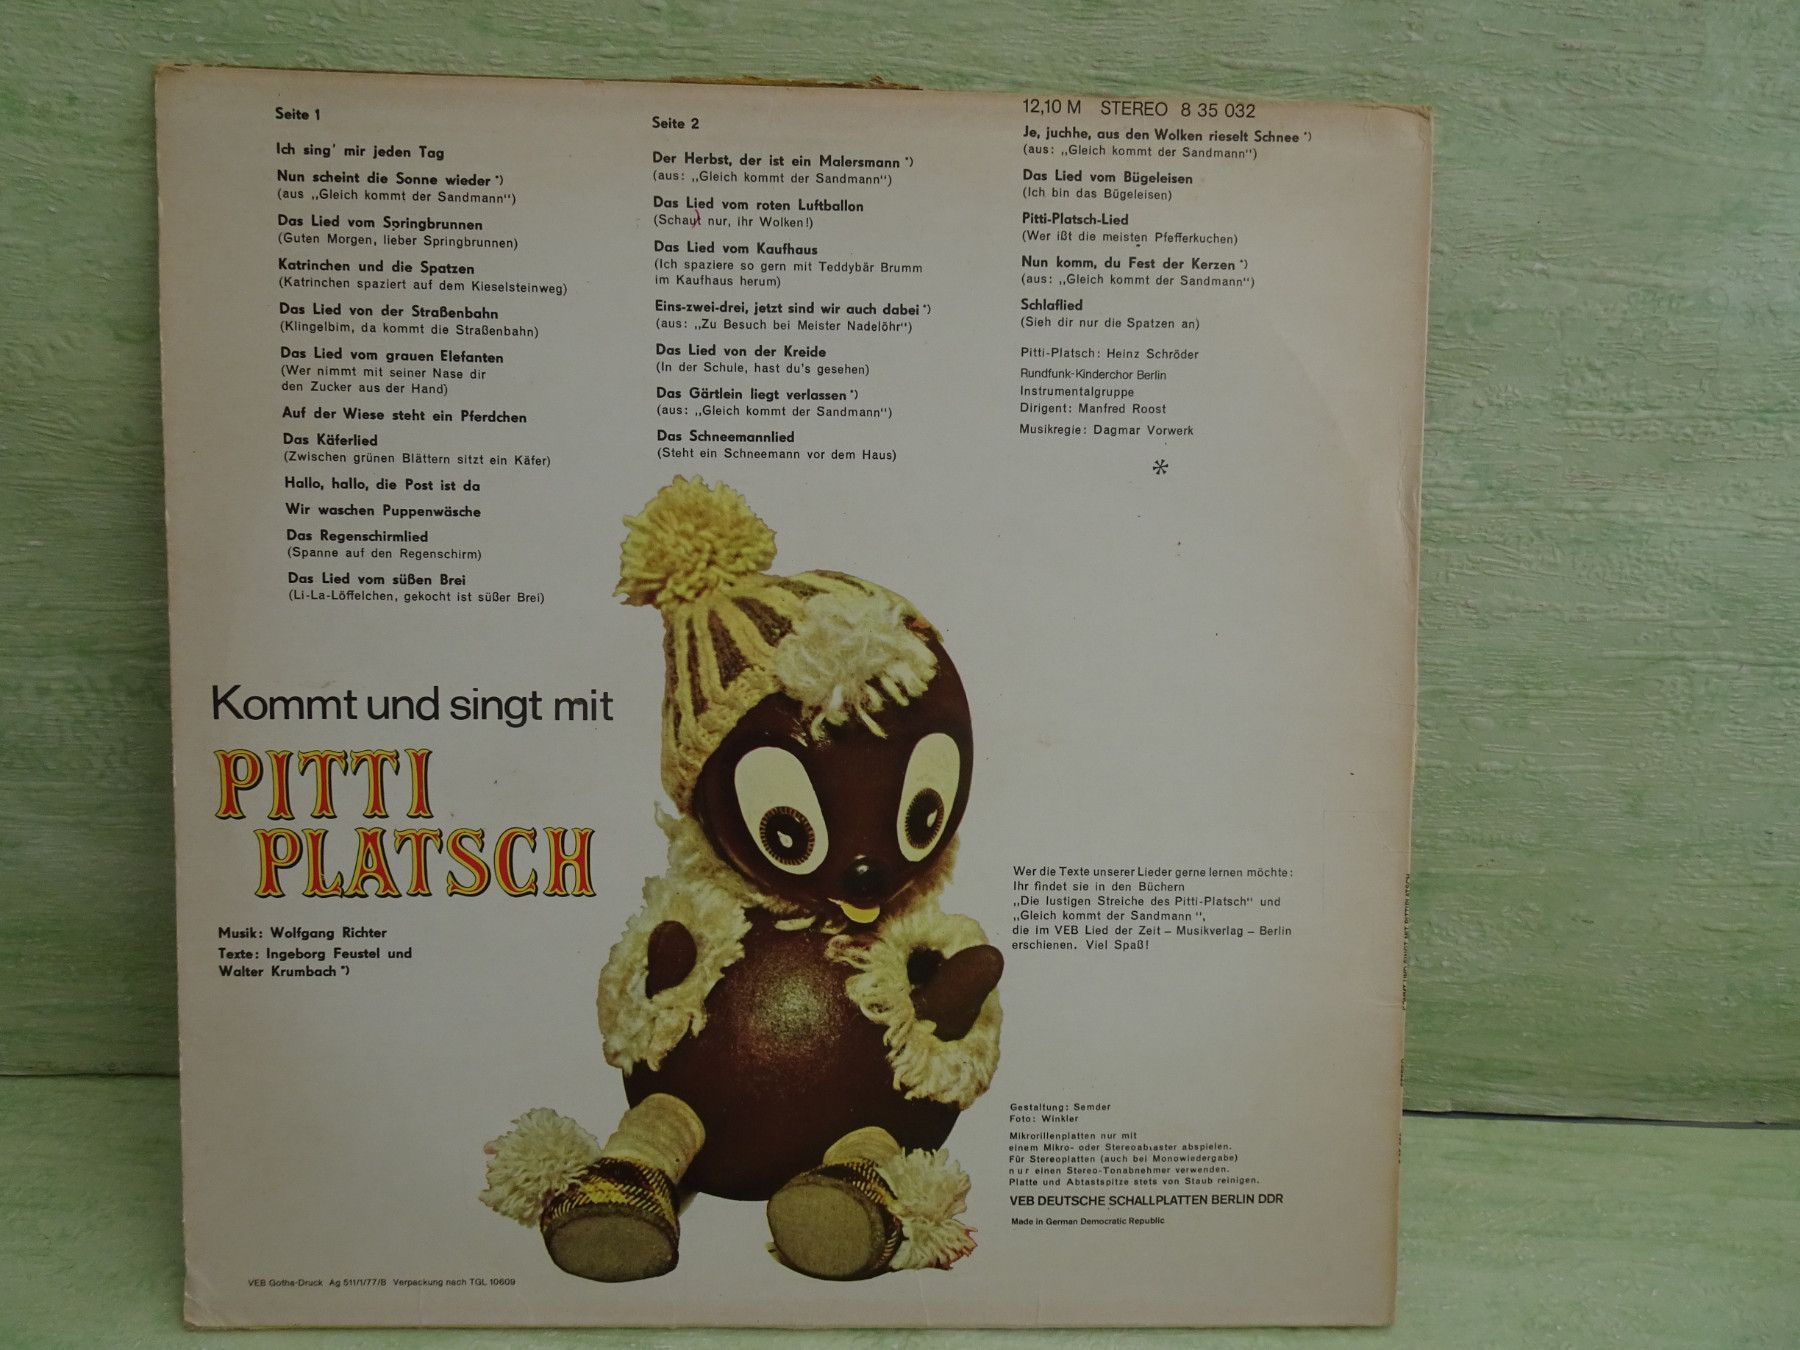 Seite 1
Ich sing' mir jeden Tag
Nun scheint die Sonne wieder *)
(aus „Gleich kommt der Sandmann")
Das Lied vom Springbrunnen
(Guten Morgen, lieber Springbrunnen)
Katrinchen und die Spatzen
(Katrinchen spaziert auf dem Kieselsteinweg)
Das Lied von der Straßenbahn
(Klingelbim, da kommt die Straßenbahn)
Das Lied vom grauen Elefanten
(Wer nimmt mit seiner Nase dir
den Zucker aus der Hand)
Auf der Wiese steht ein Pferdchen
Das Käferlied
(Zwischen grünen Blättern sitzt ein Käfer)
Hallo, hallo, die Post ist da
Wir waschen Puppenwäsche
Das Regenschirmlied
(Spanne auf den Regenschirm)
Das Lied vom süßen Brei
(Li-La-Löffelchen, gekocht ist süßer Brei)
Seite 2
Der Herbst, der ist ein Malersmann *)
(aus: „Gleich kommt der Sandmann")
Das Lied vom roten Luftballon
(Schaut nur, ihr Wolken!)
Das Lied vom Kaufhaus
(Ich spaziere so gern mit Teddybär Brumm
im Kaufhaus herum)
Eins-zwei-drei, jetzt sind wir auch dabei *)
(aus: „Zu Besuch bei Meister Nadelöhr")
Das Lied von der Kreide
(In der Schule, hast du's gesehen)
Das Gärtlein liegt verlassen *)
(aus: „Gleich kommt der Sandmann")
Das Schneemannlied
(Steht ein Schneemann vor dem Haus)
12,10 M STEREO 8 35 032
Je, juchhe, aus den Wolken rieselt Schnee *)
(aus: „Gleich kommt der Sandmann")
Das Lied vom Bügeleisen
(Ich bin das Bügeleisen)
Pitti-Platsch-Lied
(Wer ißt die meisten Pfefferkuchen)
Nun komm, du Fest der Kerzen *)
(aus: „Gleich kommt der Sandmann")
Schlaflied
(Sieh dir nur die Spatzen an)
Pitti-Platsch: Heinz Schröder
Rundfunk-Kinderchor Berlin
Instrumentalgruppe
Dirigent: Manfred Roost
Musikregie: Dagmar Vorwerk
*
Kommt und singt mit
PITTI
PLATSCH
Musik: Wolfgang Richter
Texte: Ingeborg Feustel und
Walter Krumbach *)
Wer die Texte unserer Lieder gerne lernen möchte:
Ihr findet sie in den Büchern
„Die lustigen Streiche des Pitti-Platsch" und
„Gleich kommt der Sandmann",
die im VEB Lied der Zeit – Musikverlag – Berlin
erschienen. Viel Spaß!
Gestaltung: Semder
Foto: Winkler
Mikrorillenplatten nur mit
einem Mikro- oder Stereoabtaster abspielen.
Für Stereoplatten (auch bei Monowiedergabe)
nur einen Stereo-Tonabnehmer verwenden.
Platte und Abtastspitze stets von Staub reinigen.
VEB DEUTSCHE SCHALLPLATTEN BERLIN DDR
Made in German Democratic Republic
VEB Gotha-Druck Ag 511/1/77/B Verpackung nach TGL 10609